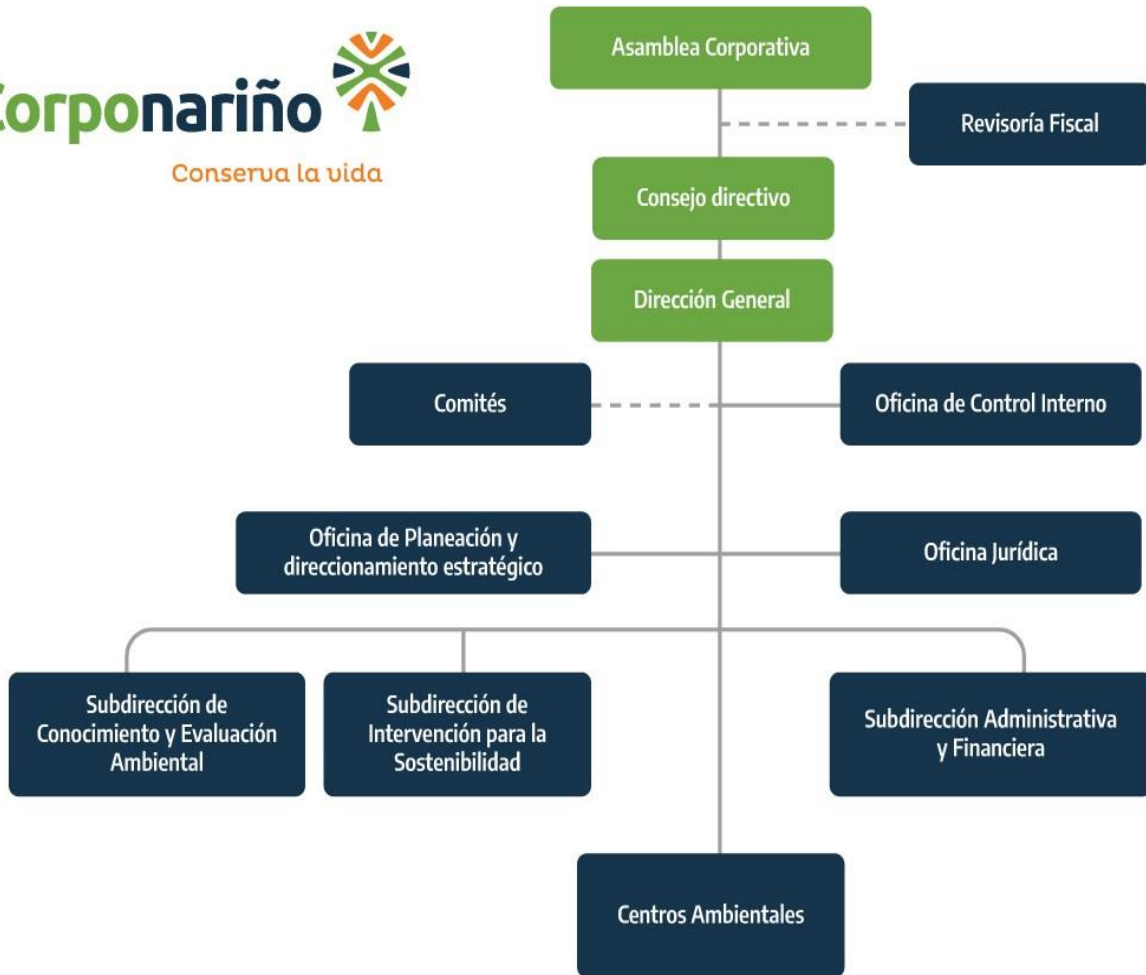 Corponariño
Conserva la vida
Asamblea Corporativa
Revisoría Fiscal
Consejo directivo
Dirección General
Comités
Oficina de Control Interno
Oficina de Planeación y
direccionamiento estratégico
Oficina Jurídica
Subdirección de
Conocimiento y Evaluación
Ambiental
Subdirección de
Intervención para la
Sostenibilidad
Subdirección Administrativa
y Financiera
Centros Ambientales